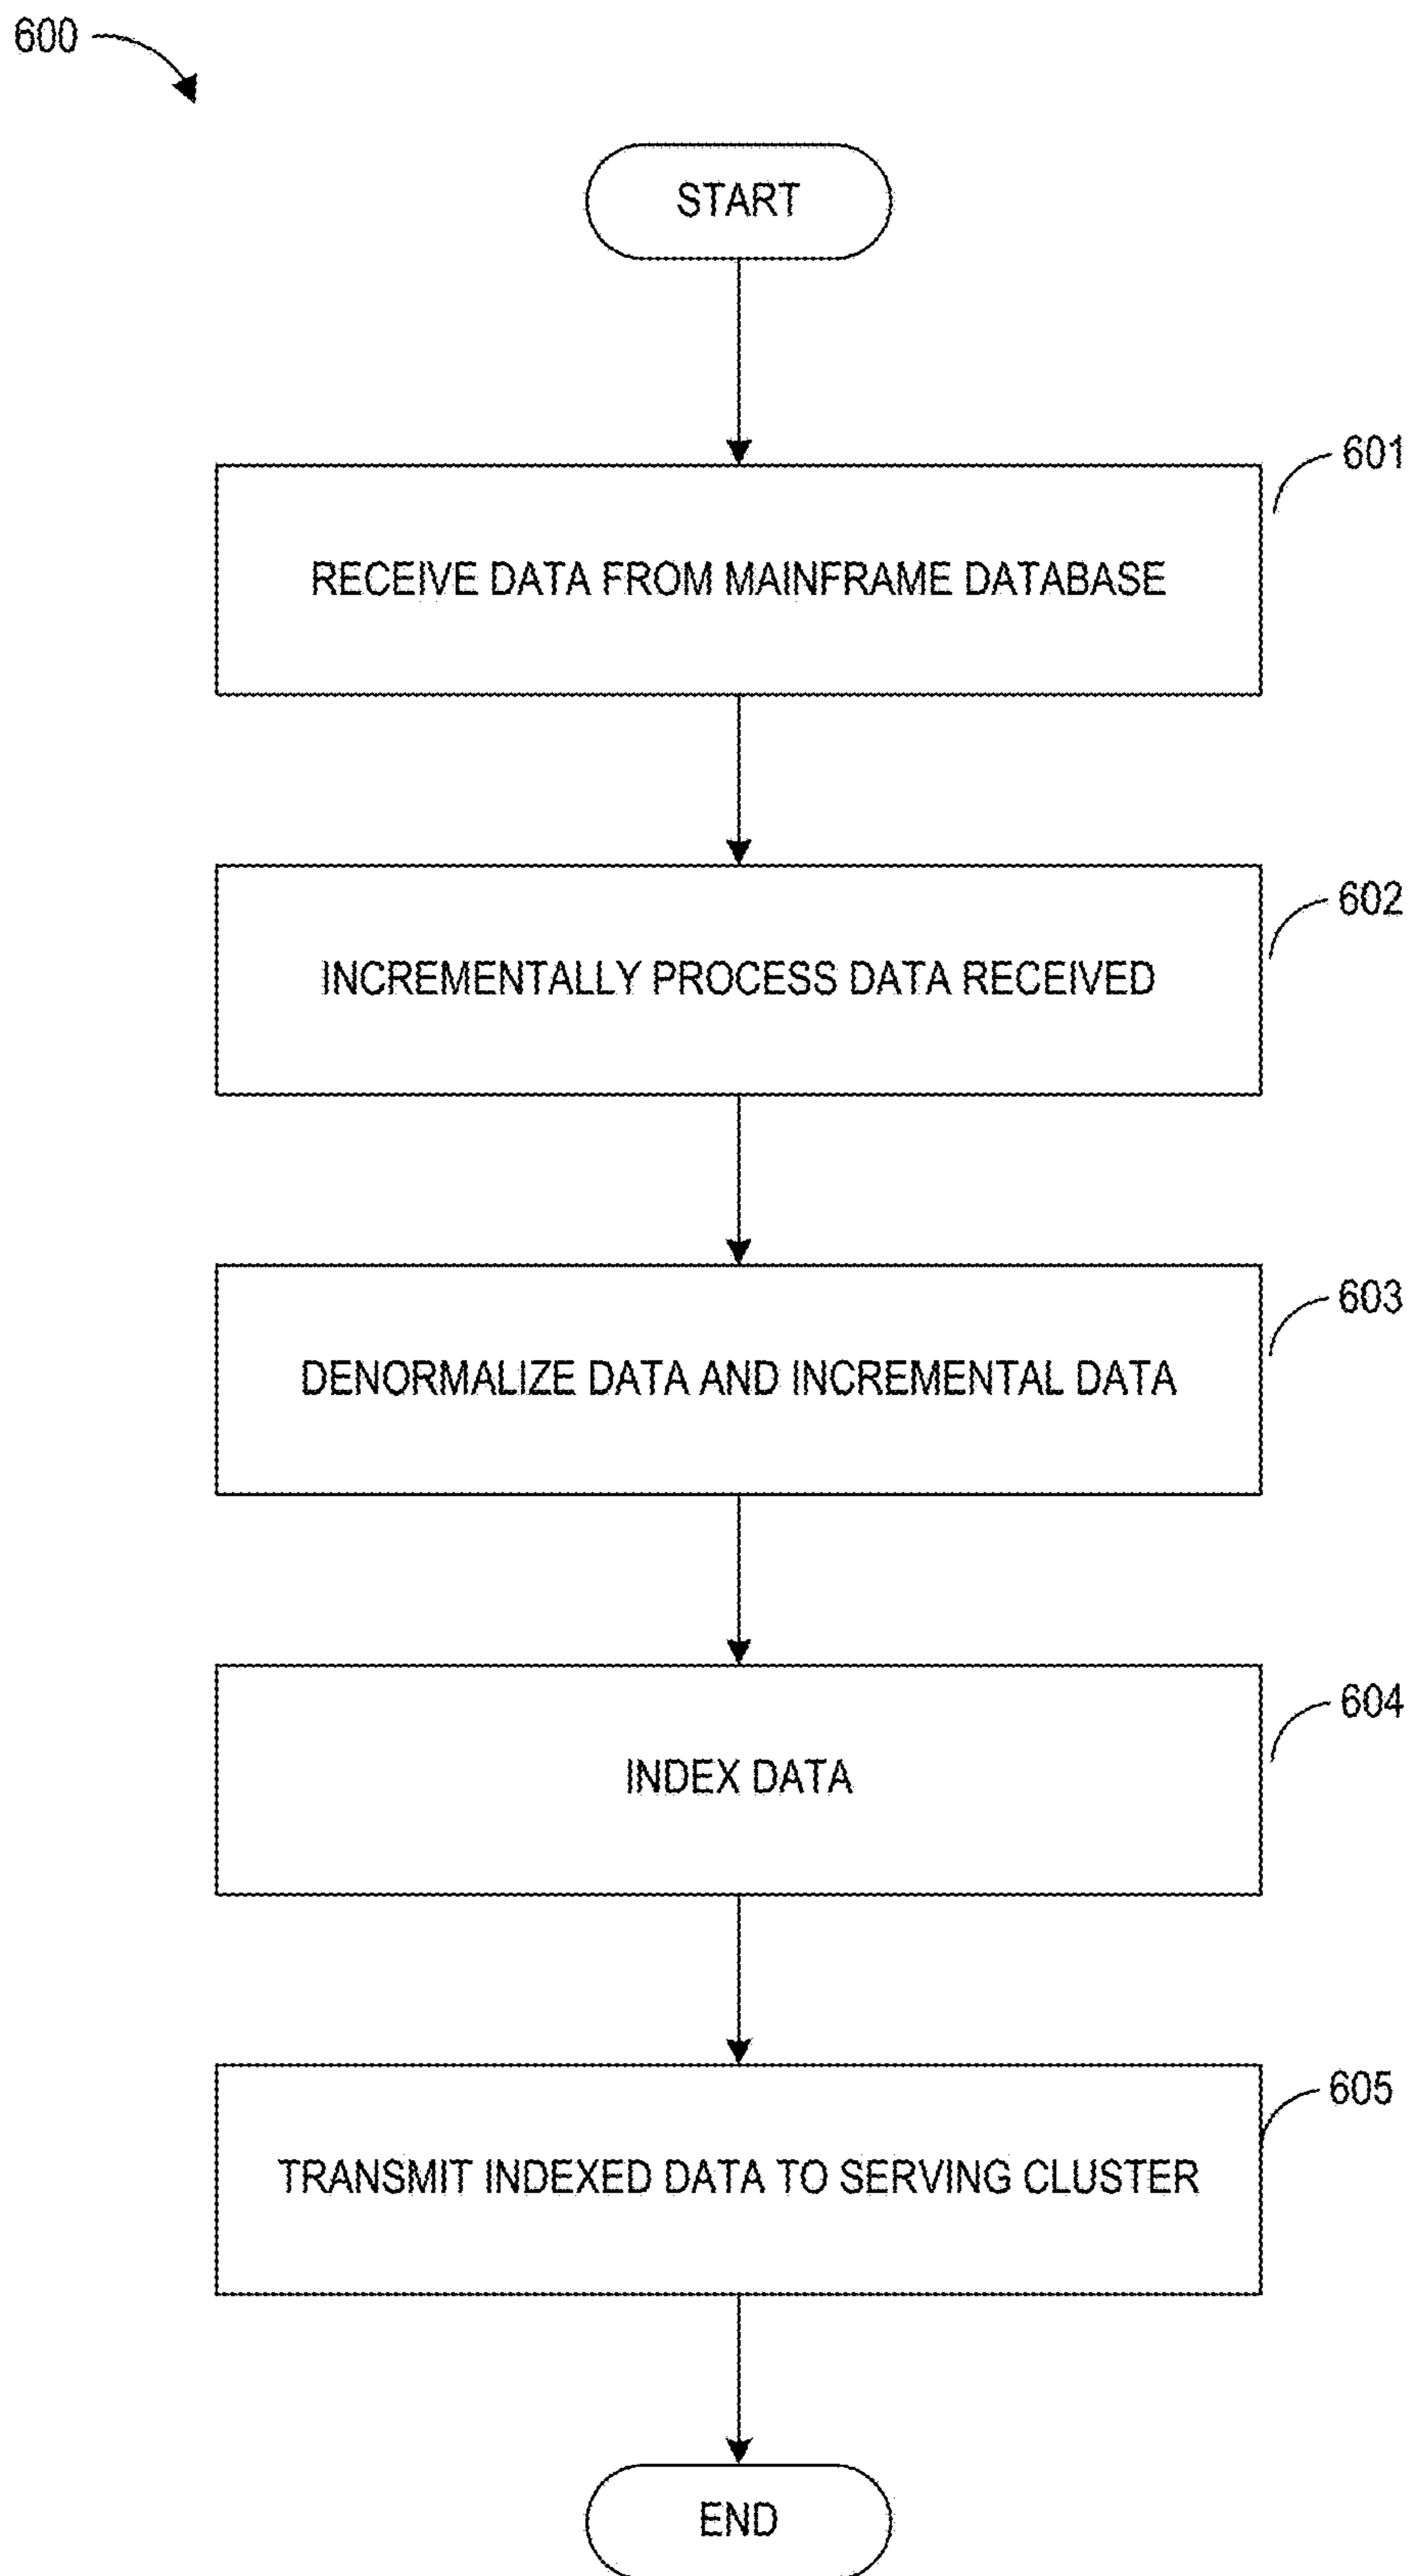 600
START
601
RECEIVE DATA FROM MAINFRAME DATABASE
602
INCREMENTALLY PROCESS DATA RECEIVED
603
DENORMALIZE DATA AND INCREMENTAL DATA
604
INDEX DATA
605
TRANSMIT INDEXED DATA TO SERVING CLUSTER
END